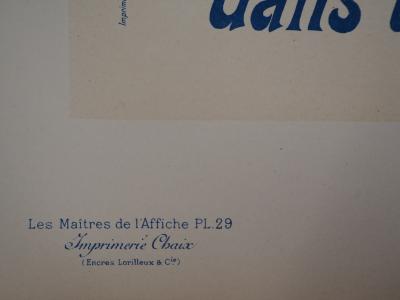 dans
Les Maîtres de l'Affiche PL.29
Imprimerie Chaix
(Encres Lorilleux & Cie)